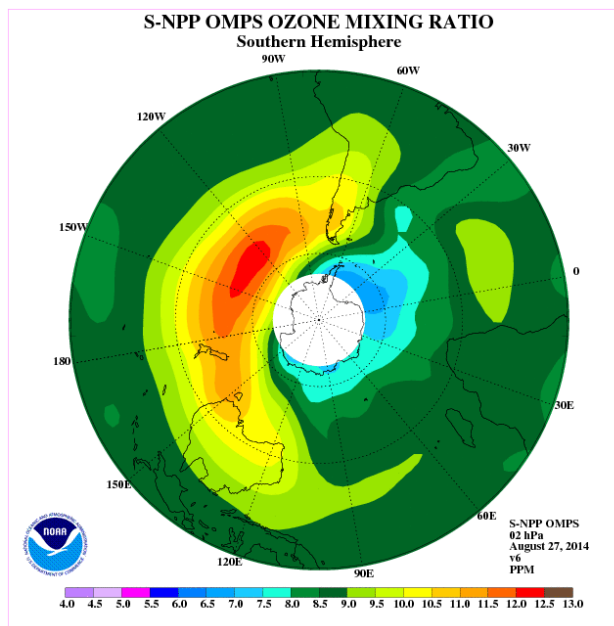 S-NPP OMPS OZONE MIXING RATIO
Southern Hemisphere
90W
60W
120W
30W
150W
0
180
30E
150E
60E
120E
90E
NOAA
S-NPP OMPS
02 hPa
August 27, 2014
v6
PPM
4.0 4.5 5.0 5.5 6.0 6.5 7.0 7.5 8.0 8.5 9.0 9.5 10.0 10.5 11.0 11.5 12.0 12.5 13.0